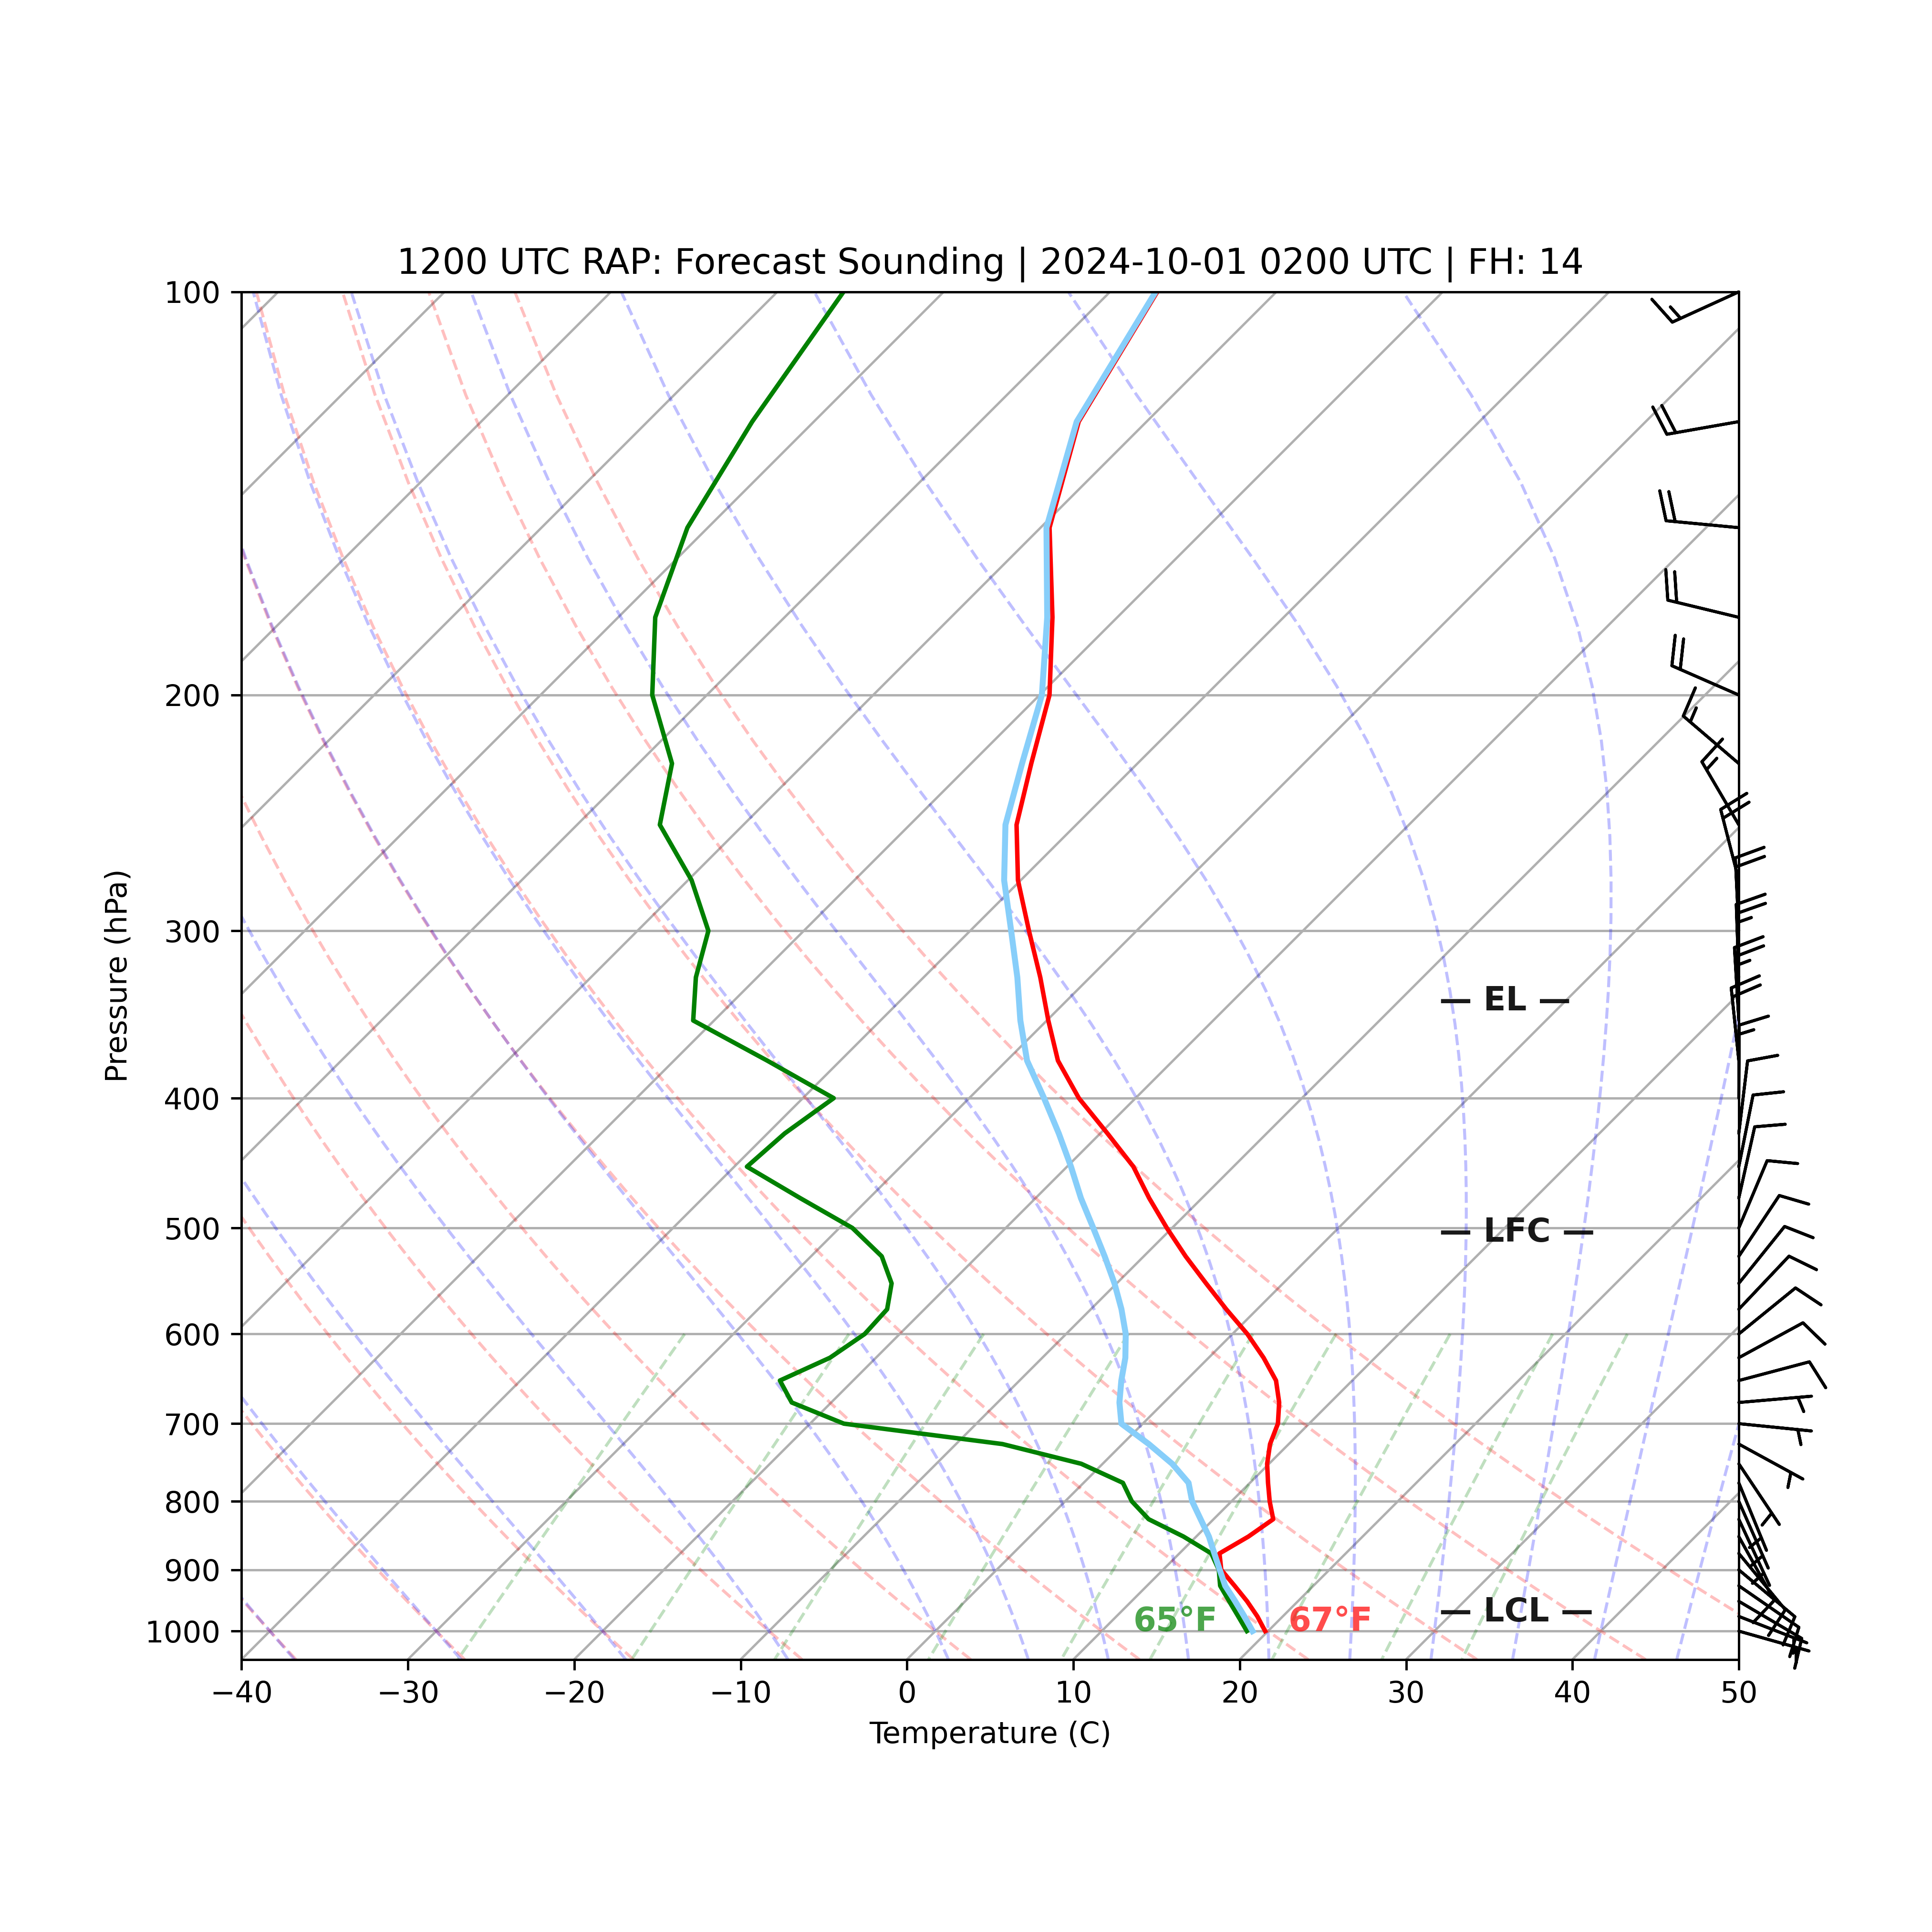 1200 UTC RAP: Forecast Sounding | 2024-10-01 0200 UTC | FH: 14
100
200
300
400
500
600
700
800
900
1000
Pressure (hPa)
— EL —
— LFC —
— LCL —
65°F
67°F
−40
−30
−20
−10
0
10
20
30
40
50
Temperature (C)